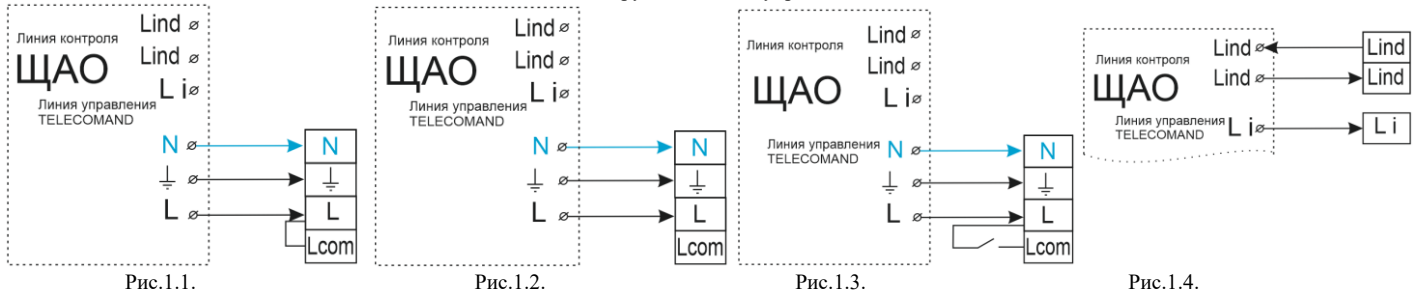 Lind
Линия контроля
Lind
ЩАО
L i
Линия управления
TELECOMAND
N N
L L
Lcom
Рис.1.1.
Lind
Линия контроля
Lind
ЩАО
L i
Линия управления
TELECOMAND
N N
L L
Lcom
Рис.1.2.
Lind
Линия контроля
Lind
ЩАО
L i
Линия управления
TELECOMAND
N N
L L
Lcom
Рис.1.3.
Lind Lind
Линия контроля
Lind Lind
ЩАО
Линия управления
TELECOMAND
L i L i
Рис.1.4.